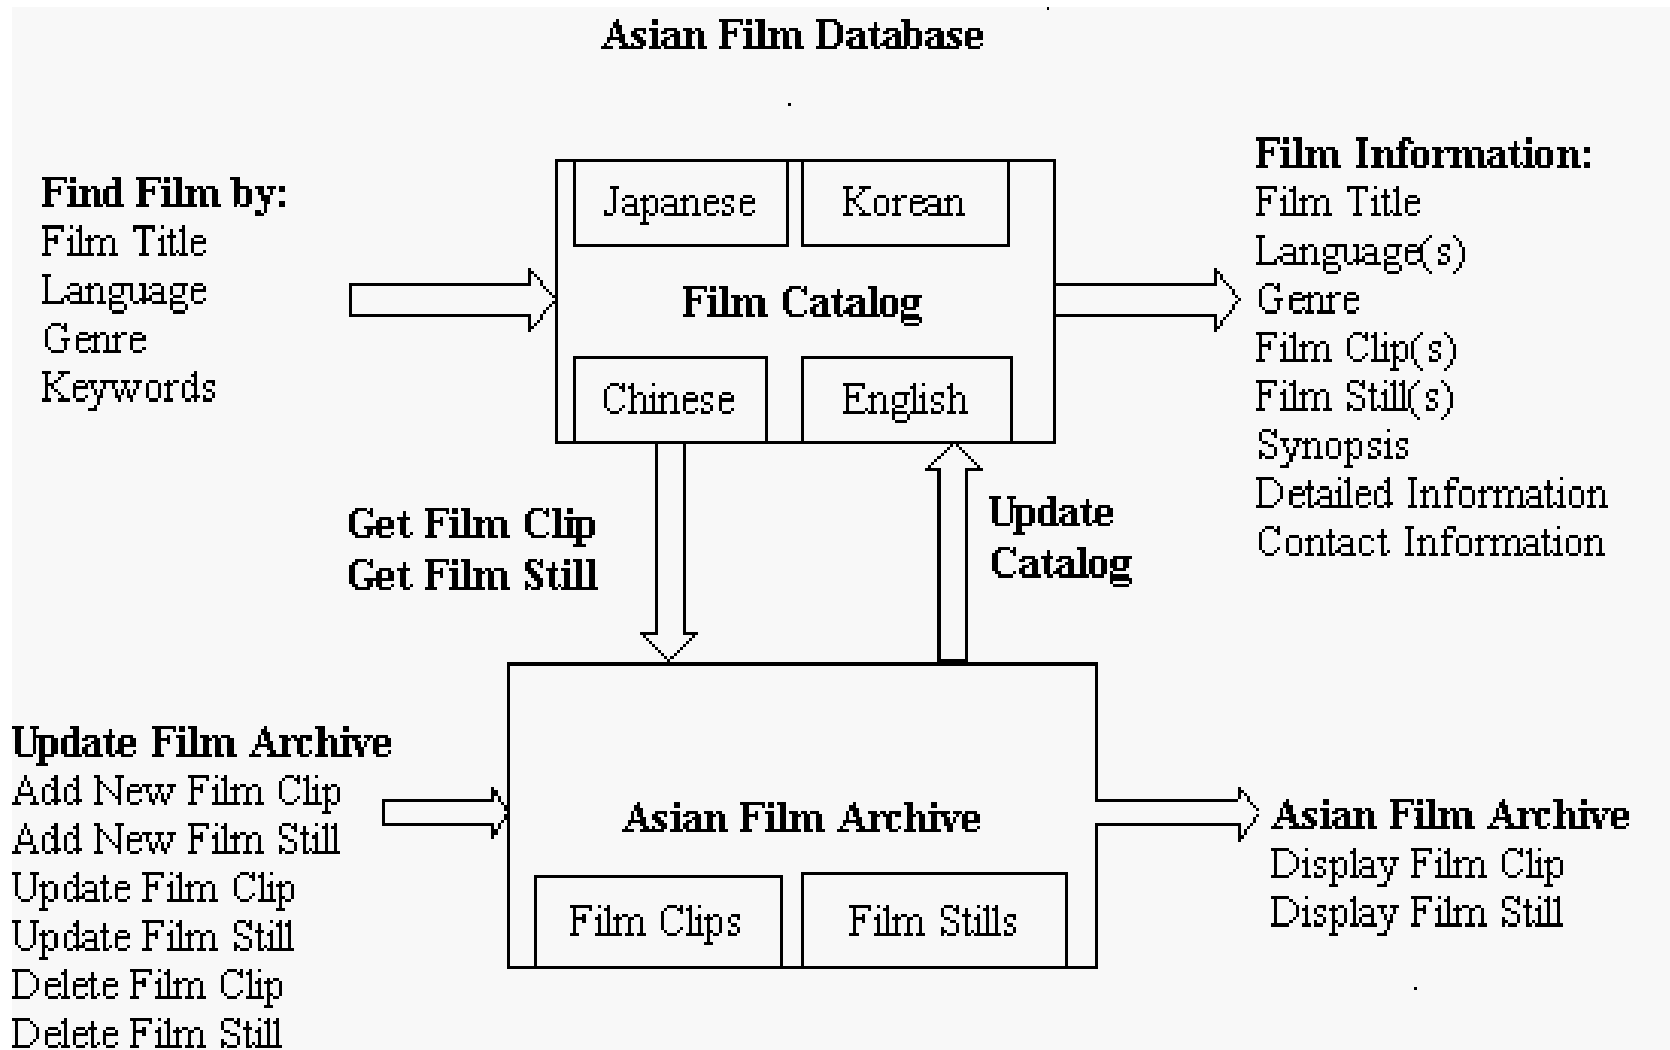 Asian Film Database
Find Film by:
Film Title
Language
Genre
Keywords
Japanese
Korean
Film Catalog
Chinese
English
Film Information:
Film Title
Language(s)
Genre
Film Clip(s)
Film Still(s)
Synopsis
Detailed Information
Contact Information
Get Film Clip
Get Film Still
Update
Catalog
Update Film Archive
Add New Film Clip
Add New Film Still
Update Film Clip
Update Film Still
Delete Film Clip
Delete Film Still
Asian Film Archive
Film Clips
Film Stills
Asian Film Archive
Display Film Clip
Display Film Still